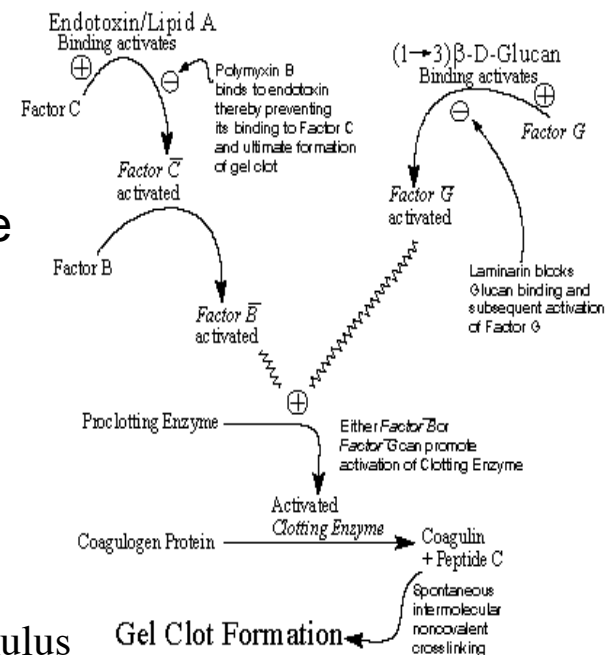 Endotoxin/Lipid A
Binding activates
Factor C
Polymyxin B
binds to endotoxin
thereby preventing
its binding to Factor C
and ultimate formation
of gel clot
(1→3)β-D-Glucan
Binding activates
Factor G
Factor C̅
activated
Factor G̅
activated
e
Factor B
Laminarin blocks
Glucan binding and
subsequent activation
of Factor G
Factor B̅
activated
Proclotting Enzyme
Either Factor B̅or
Factor G̅can promote
activation of Clotting Enzyme
Activated
Clotting Enzyme
Coagulogen Protein
Coagulin
+ Peptide C
Spontaneous
intermolecular
noncovalent
crosslinking
ulus
Gel Clot Formation